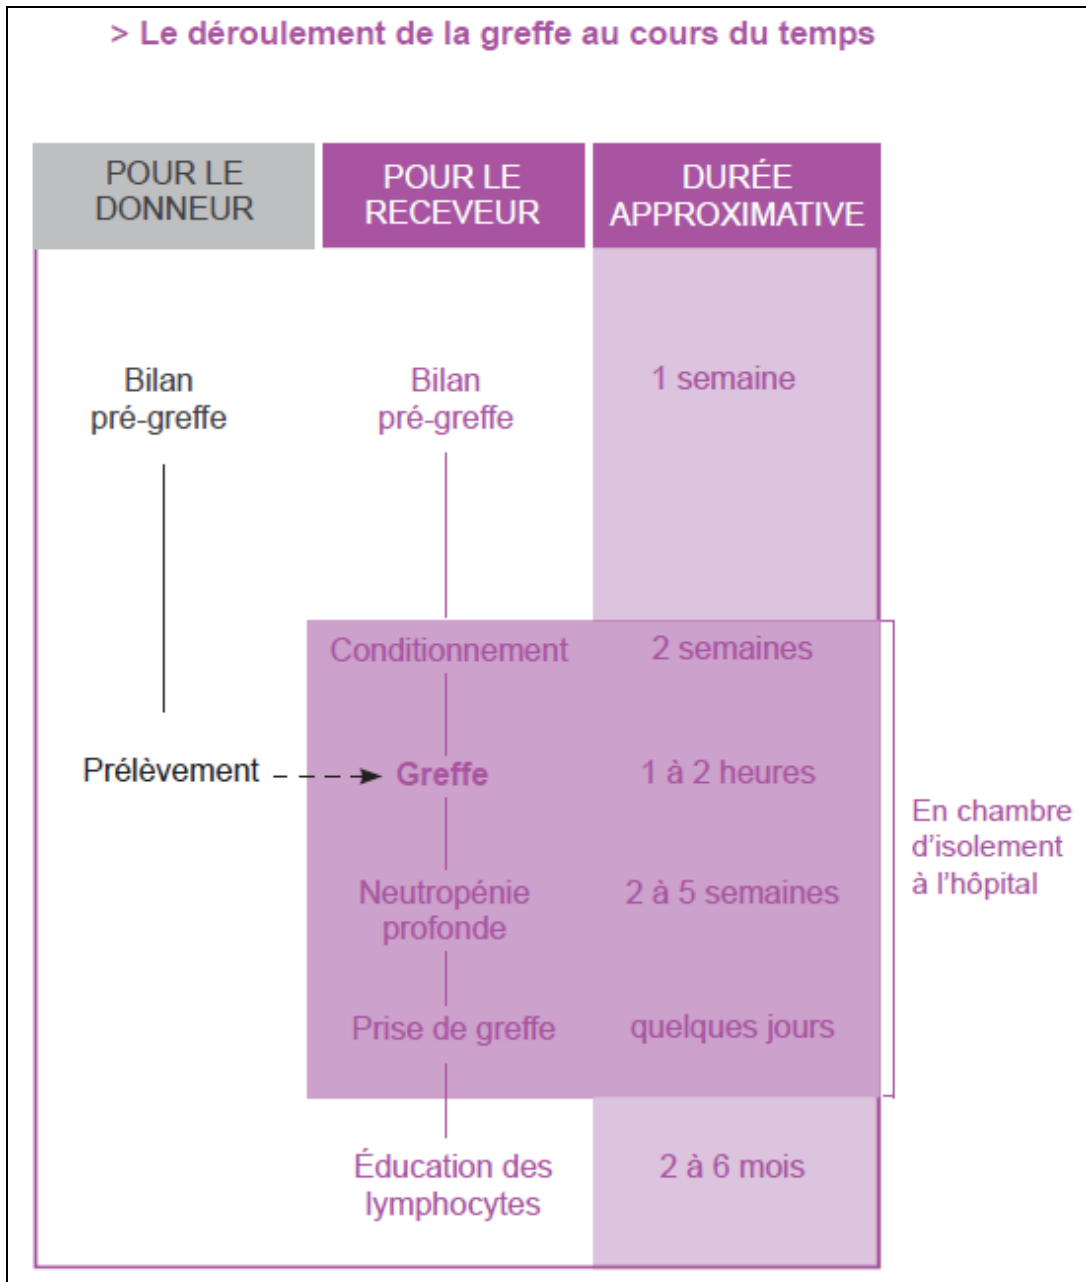 > Le déroulement de la greffe au cours du temps
POUR LE
DONNEUR
POUR LE
RECEVEUR
DURÉE
APPROXIMATIVE
Bilan
pré-greffe
Bilan
pré-greffe
1 semaine
Conditionnement
2 semaines
Prélèvement
Greffe
1 à 2 heures
En chambre
d’isolement
à l’hôpital
Neutropénie
profonde
2 à 5 semaines
Prise de greffe
quelques jours
Éducation des
lymphocytes
2 à 6 mois